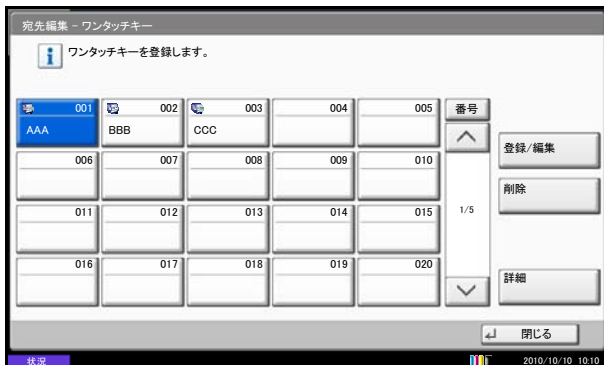 宛先編集 - ワンタッチキー
ワンタッチキーを登録します。
001 002 003 004 005 番号
AAA BBB CCC
登録/編集
006 007 008 009 010
削除
011 012 013 014 015 1/5
016 017 018 019 020
詳細
閉じる
状況 2010/10/10 10:10